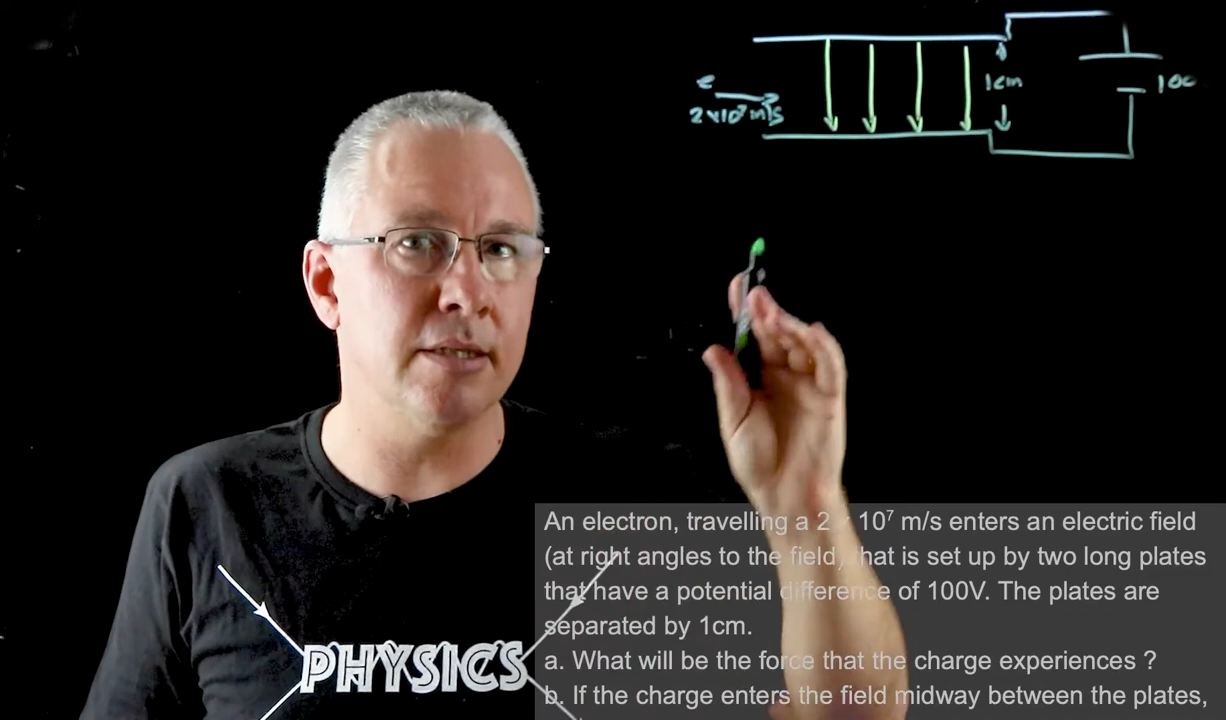 e
2×10⁷ m/s
1cm
100
PHYSICS
An electron, travelling a 2 × 10⁷ m/s enters an electric field
(at right angles to the field) that is set up by two long plates
that have a potential difference of 100V. The plates are
separated by 1cm.
a. What will be the force that the charge experiences ?
b. If the charge enters the field midway between the plates,